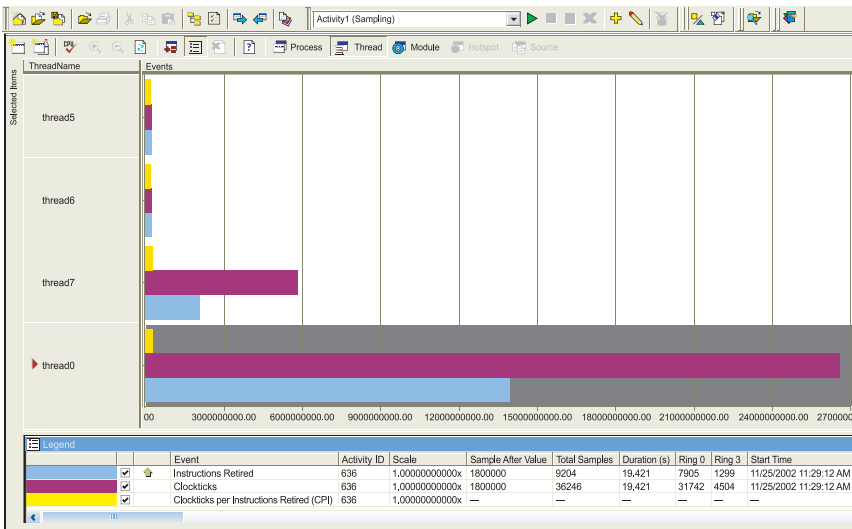 Activity1 (Sampling)
CPU
Process Thread Module Hotspot Source
Selected Items
ThreadName Events
thread5
thread6
thread7
thread0
00 3000000000.00 6000000000.00 9000000000.00 12000000000.00 15000000000.00 18000000000.00 21000000000.00 24000000000.00 2700000
Legend
Event Activity ID Scale Sample After Value Total Samples Duration (s) Ring 0 Ring 3 Start Time
Instructions Retired 636 1,00000000000x 1800000 9204 19.421 7905 1299 11/25/2002 11:29:12 AM
Clockticks 636 1,00000000000x 1800000 36246 19,421 31742 4504 11/25/2002 11:29:12 AM
Clockticks per Instructions Retired (CPI) 636 1,00000000000x — — — — — —